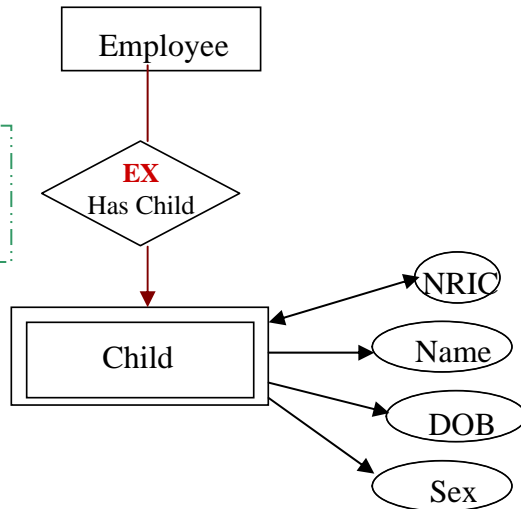 Employee
EX
Has Child
NRIC
Child
Name
DOB
Sex